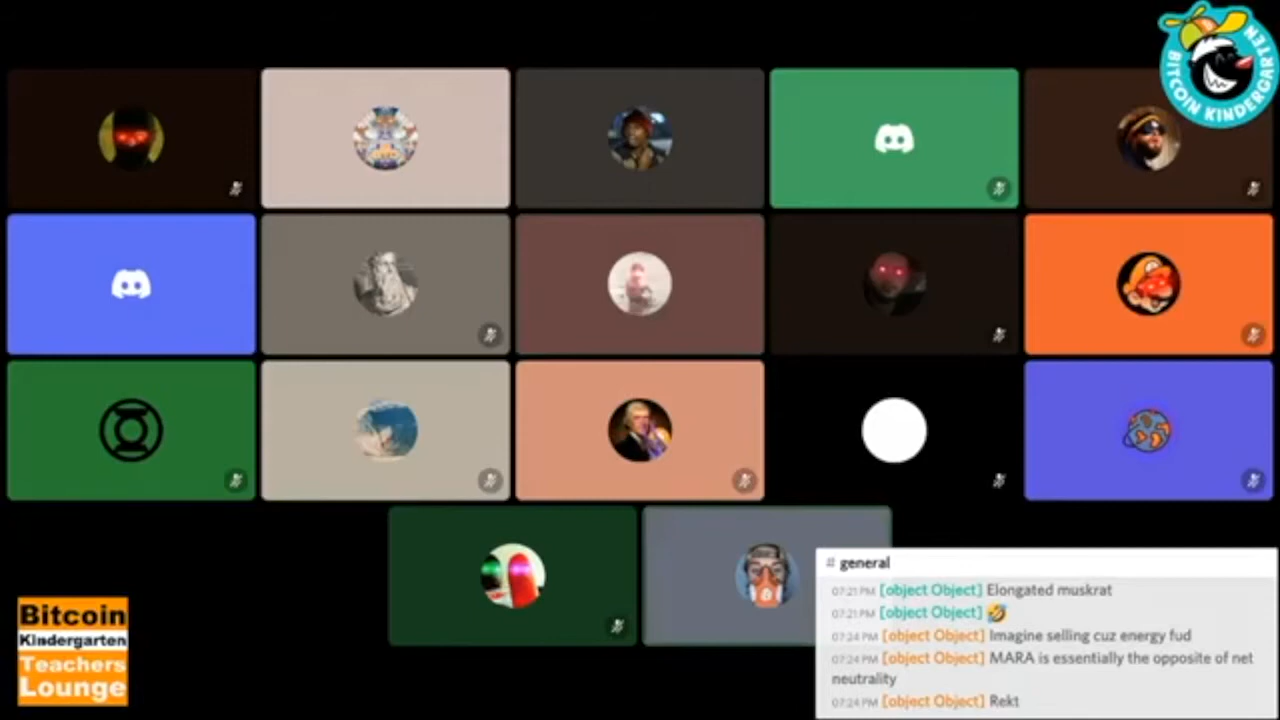 BITCOIN KINDERGARTEN
# general
07:21 PM [object Object] Elongated muskrat
07:21 PM [object Object] 🤣
07:24 PM [object Object] Imagine selling cuz energy fud
07:24 PM [object Object] MARA is essentially the opposite of net
neutrality
07:24 PM [object Object] Rekt
Bitcoin
Kindergarten
Teachers
Lounge